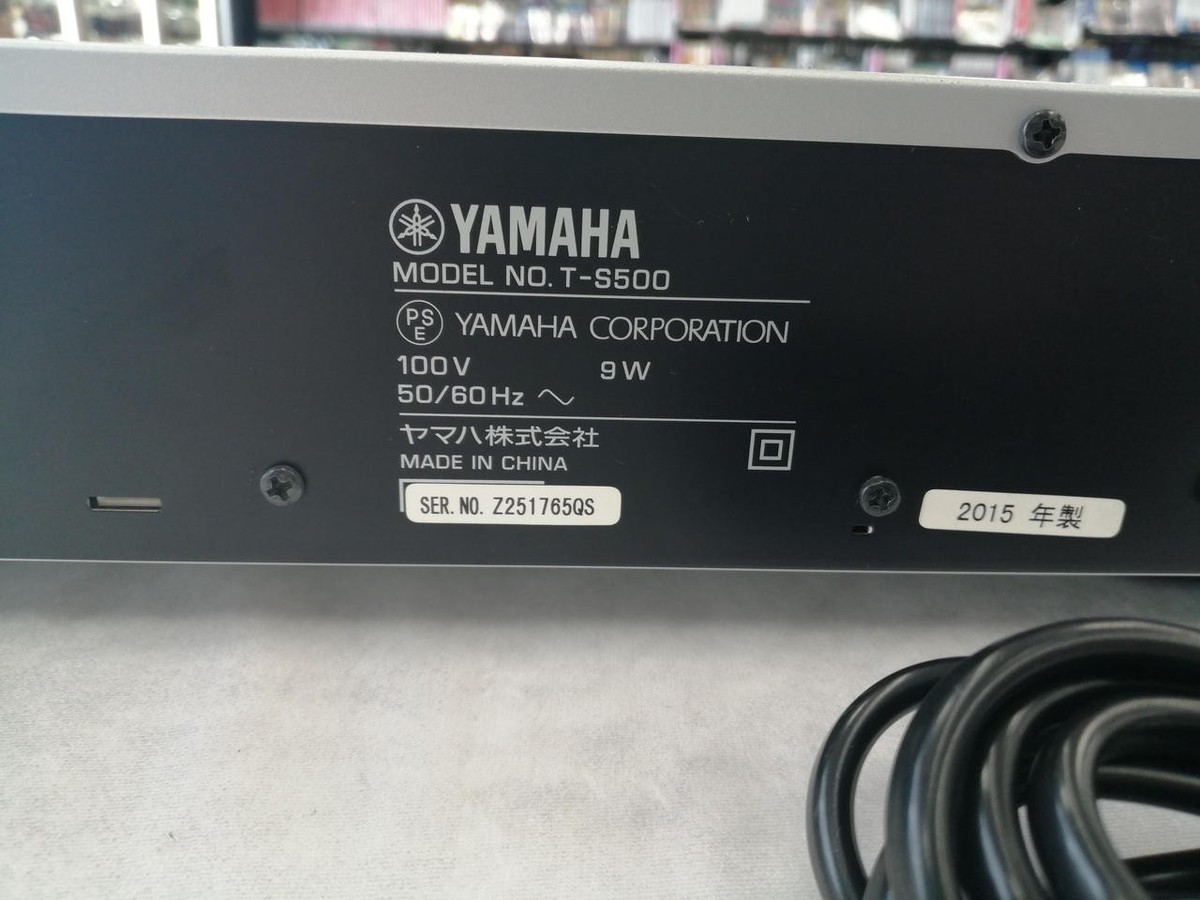 YAMAHA
MODEL NO. T-S500
PSE YAMAHA CORPORATION
100V 9W
50/60Hz
ヤマハ株式会社
MADE IN CHINA
SER. NO. Z251765QS
2015 年製